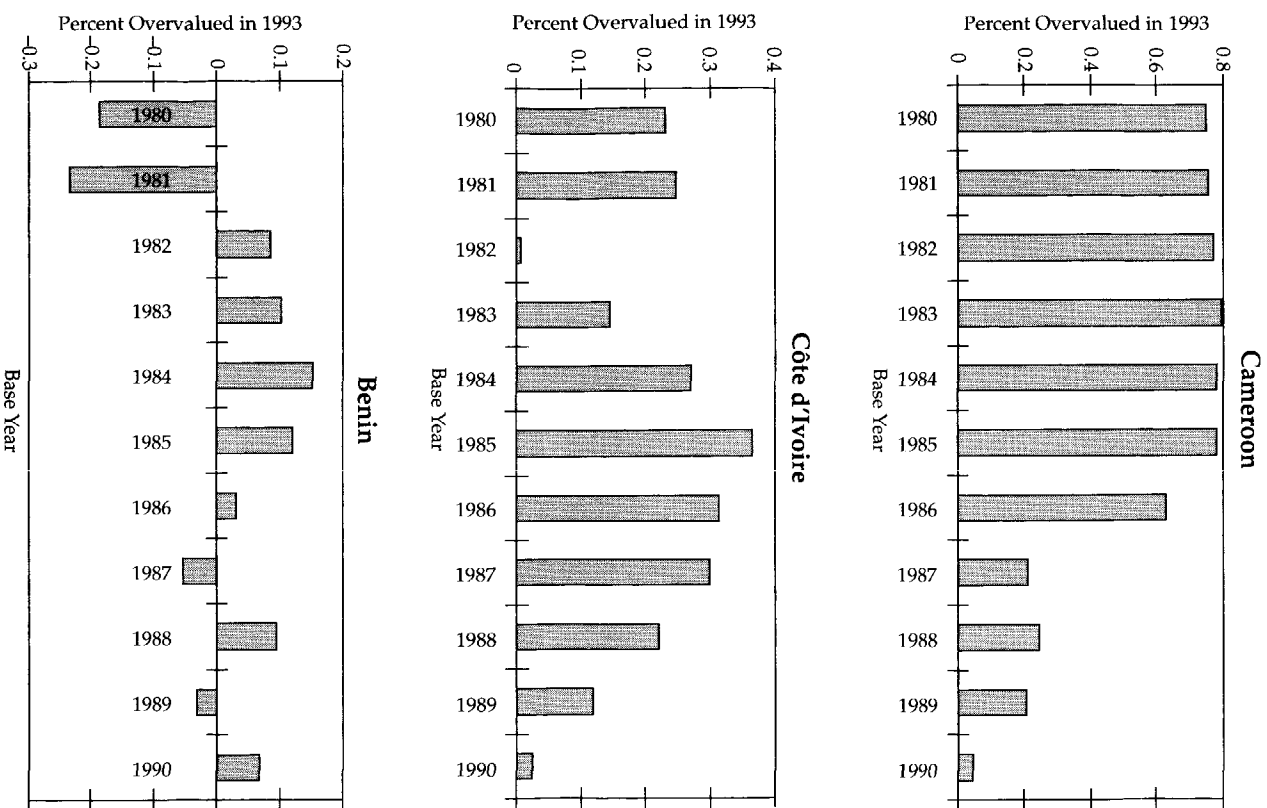 Cameroon
Percent Overvalued in 1993
0 0.2 0.4 0.6 0.8
1980
1981
1982
1983
1984
1985
1986
1987
1988
1989
1990
Base Year
Côte d'Ivoire
Percent Overvalued in 1993
0 0.1 0.2 0.3 0.4
1980
1981
1982
1983
1984
1985
1986
1987
1988
1989
1990
Base Year
Benin
Percent Overvalued in 1993
-0.3 -0.2 -0.1 0 0.1 0.2
1980
1981
1982
1983
1984
1985
1986
1987
1988
1989
1990
Base Year